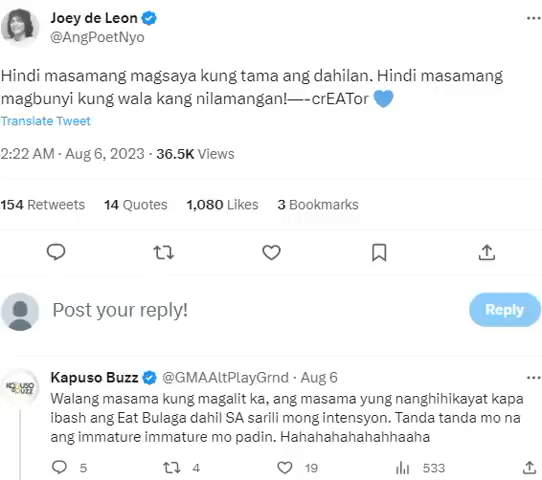 Joey de Leon
@AngPoetNyo
Hindi masamang magsaya kung tama ang dahilan. Hindi masamang
magbunyi kung wala kang nilamangan!—-crEATor 💙
Translate Tweet
2:22 AM · Aug 6, 2023 · 36.5K Views
154 Retweets 14 Quotes 1,080 Likes 3 Bookmarks
Post your reply!
Reply
Kapuso Buzz @GMAAltPlayGrnd · Aug 6
Walang masama kung magalit ka, ang masama yung nanghihikayat kapa
ibash ang Eat Bulaga dahil SA sarili mong intensyon. Tanda tanda mo na
ang immature immature mo padin. Hahahahahahahhaaha
5 4 19 533